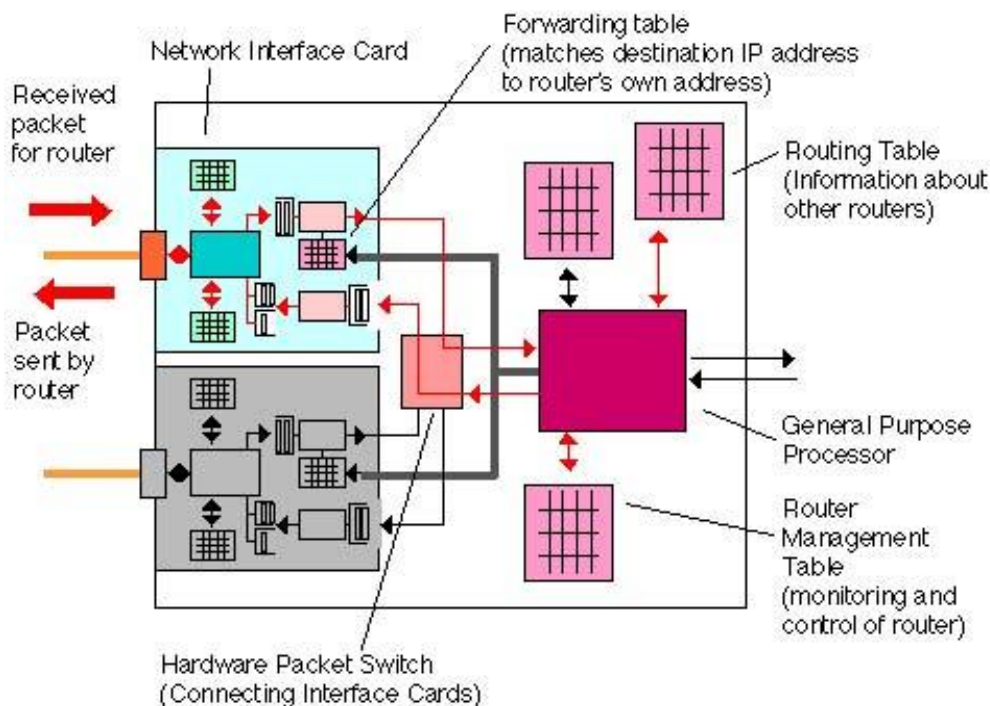 Network Interface Card
Forwarding table
(matches destination IP address
to router's own address)
Received
packet
for router
Routing Table
(Information about
other routers)
Packet
sent by
router
General Purpose
Processor
Router
Management
Table
(monitoring and
control of router)
Hardware Packet Switch
(Connecting Interface Cards)